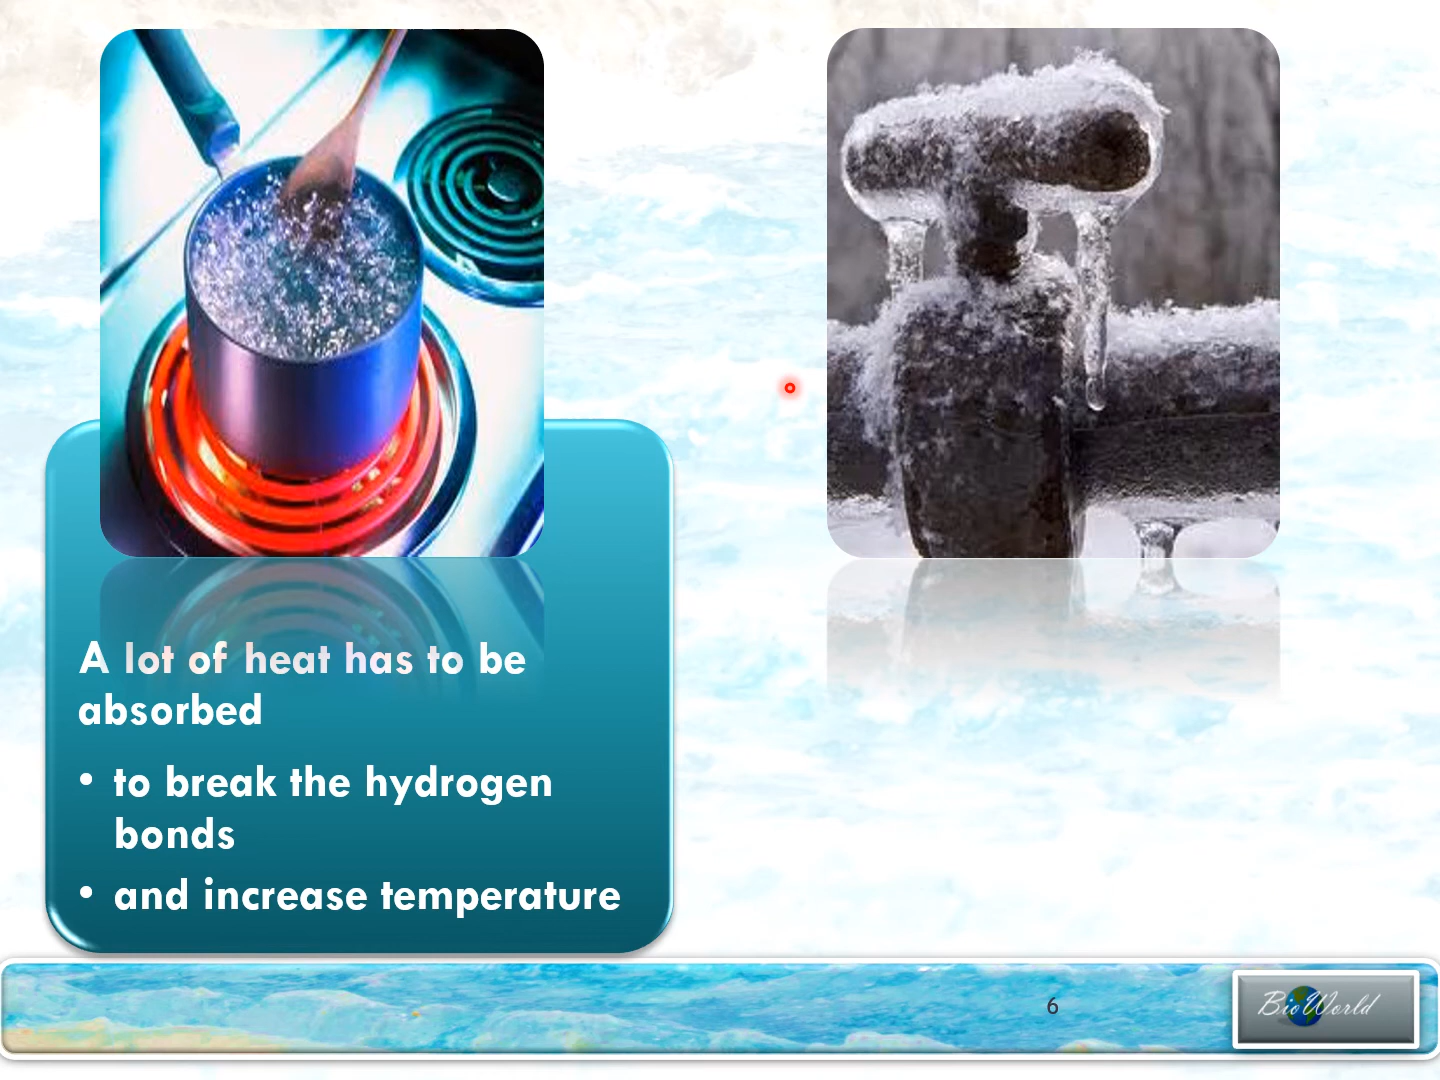 A lot of heat has to be
absorbed
• to break the hydrogen
bonds
• and increase temperature
6
BioWorld